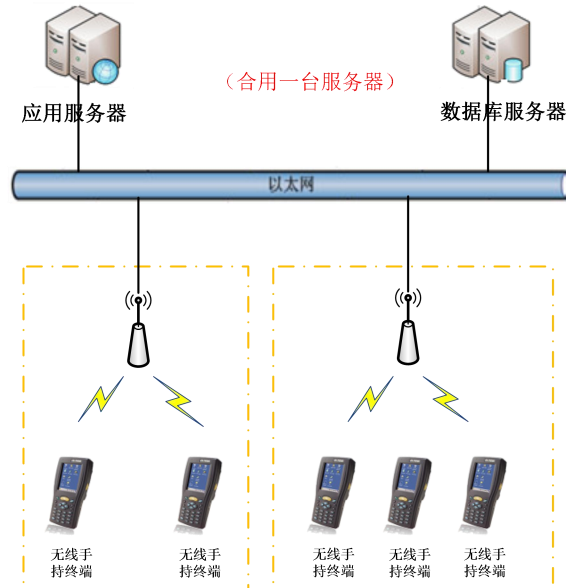 （合用一台服务器）
应用服务器
数据库服务器
以太网
无线手
持终端
无线手
持终端
无线手
持终端
无线手
持终端
无线手
持终端